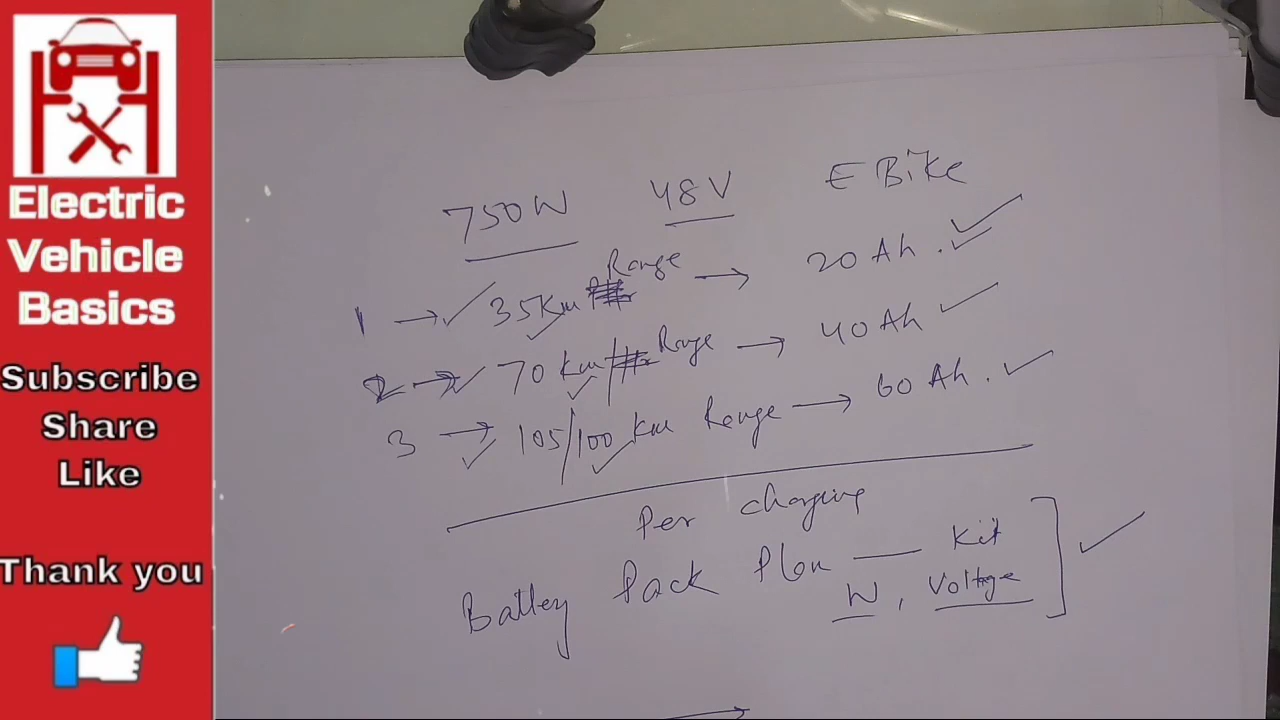 Electric
Vehicle
Basics
Subscribe
Share
Like
Thank you
750W 48V E Bike
1 → 35Km Range → 20 Ah.
2 → 70 Km/ Range → 40 Ah
3 → 105/100 Km Range → 60 Ah.
Per charging
Battery Pack Plan — Kit
W, Voltage